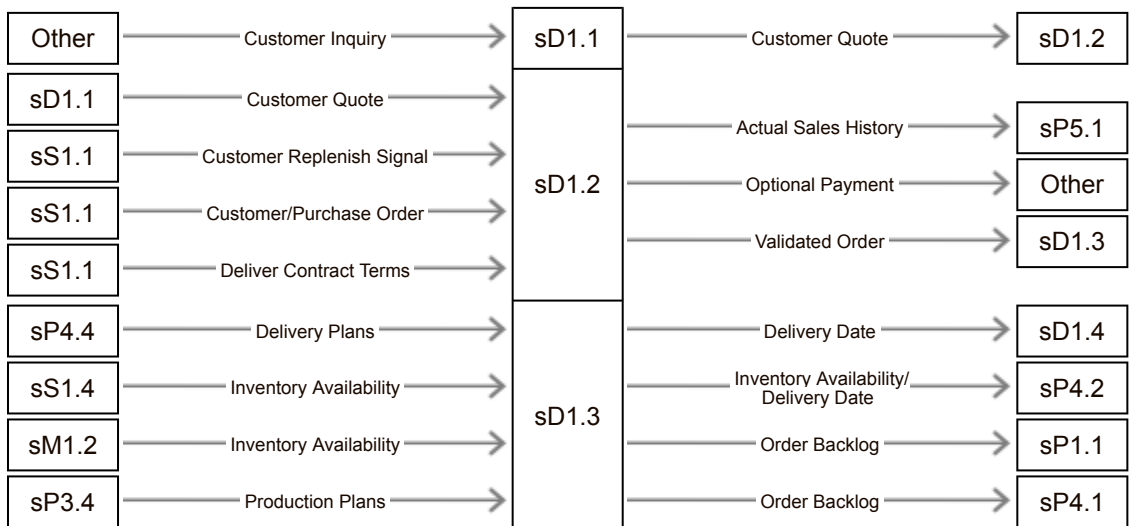 Other
Customer Inquiry
sD1.1
Customer Quote
sD1.2
sD1.1
Customer Quote
sS1.1
Customer Replenish Signal
sS1.1
Customer/Purchase Order
sS1.1
Deliver Contract Terms
sD1.2
Actual Sales History
sP5.1
Optional Payment
Other
Validated Order
sD1.3
sP4.4
Delivery Plans
sS1.4
Inventory Availability
sM1.2
Inventory Availability
sP3.4
Production Plans
sD1.3
Delivery Date
sD1.4
Inventory Availability/
Delivery Date
sP4.2
Order Backlog
sP1.1
Order Backlog
sP4.1